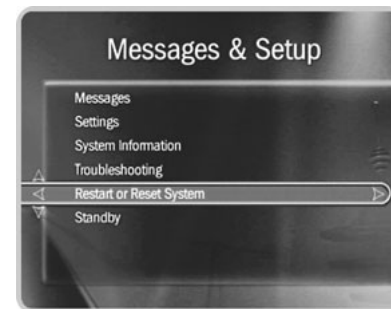 Messages & Setup
Messages
Settings
System Information
Troubleshooting
Restart or Reset System
Standby